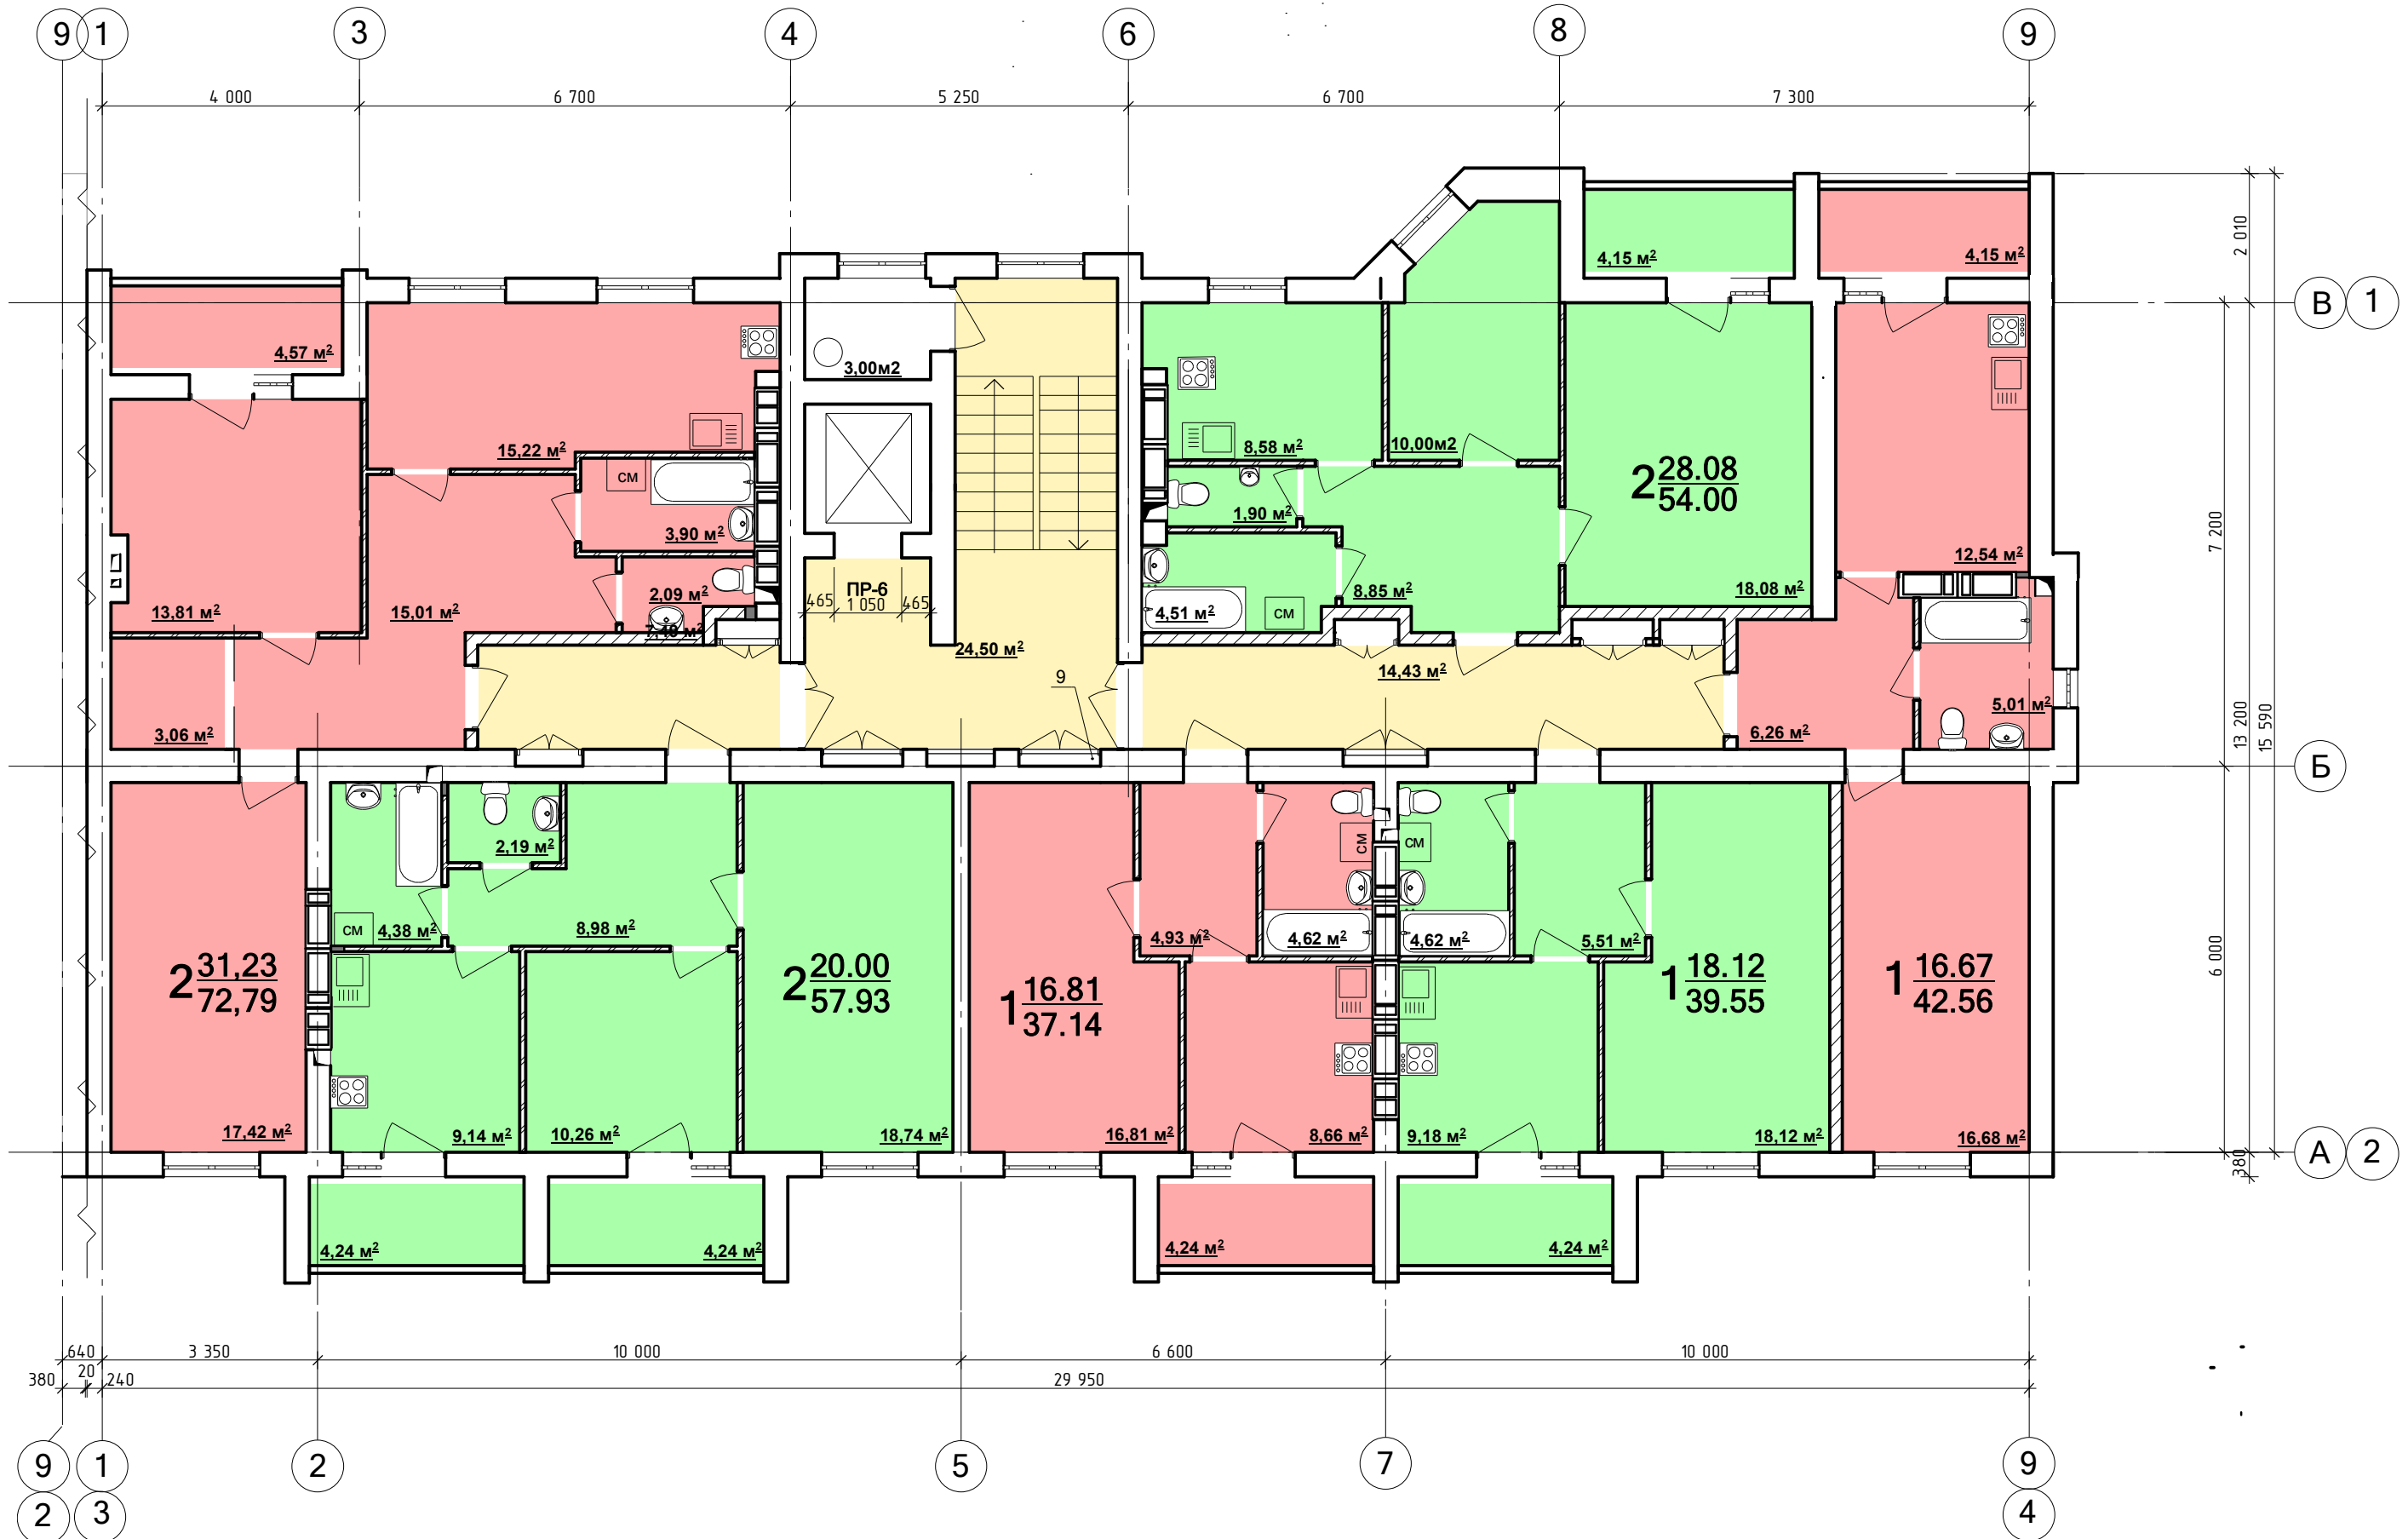 9 1 3 4 6 8 9
4 000 6 700 5 250 6 700 7 300
2 010
4,15 м² 4,15 м²
В 1
4,57 м² 3,00м2
15,22 м² 8,58 м² 10,00м2
2 28.08
54.00
СМ
3,90 м² 1,90 м²
12,54 м²
7 200
ПР-6
465 1 050 465
13,81 м² 15,01 м² 2,09 м² 4,51 м² СМ 8,85 м² 18,08 м²
7,48 м²
24,50 м² 14,43 м²
9
3,06 м² 6,26 м² 5,01 м²
13 200
15 590
Б
2,19 м² СМ СМ
СМ 4,38 м² 8,98 м² 4,93 м² 4,62 м² 4,62 м² 5,51 м²
2 31,23
72,79
2 20.00
57.93
1 16.81
37.14
1 18.12
39.55
1 16.67
42.56
6 000
17,42 м² 9,14 м² 10,26 м² 18,74 м² 16,81 м² 8,66 м² 9,18 м² 18,12 м² 16,68 м²
А 2
380
4,24 м² 4,24 м² 4,24 м² 4,24 м²
640 3 350 10 000 6 600 10 000
380 20 240 29 950
9 1 2 5 7 9
2 3 4